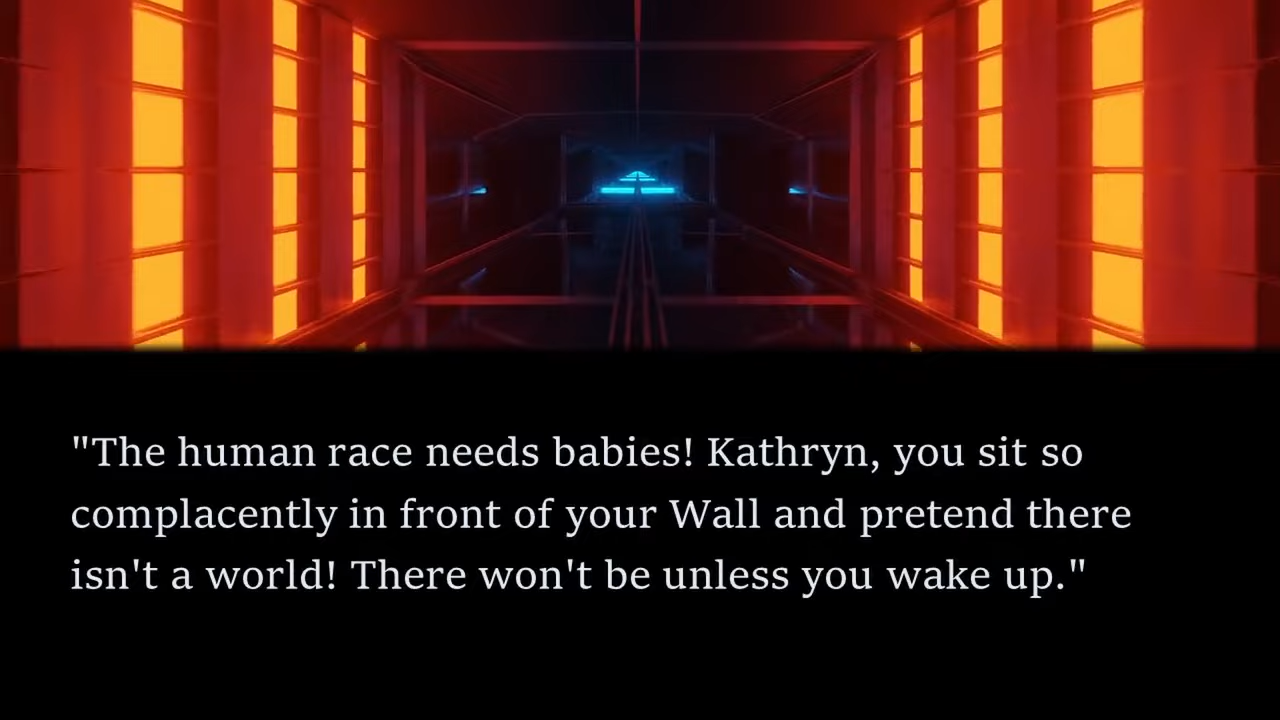 "The human race needs babies! Kathryn, you sit so
complacently in front of your Wall and pretend there
isn't a world! There won't be unless you wake up."